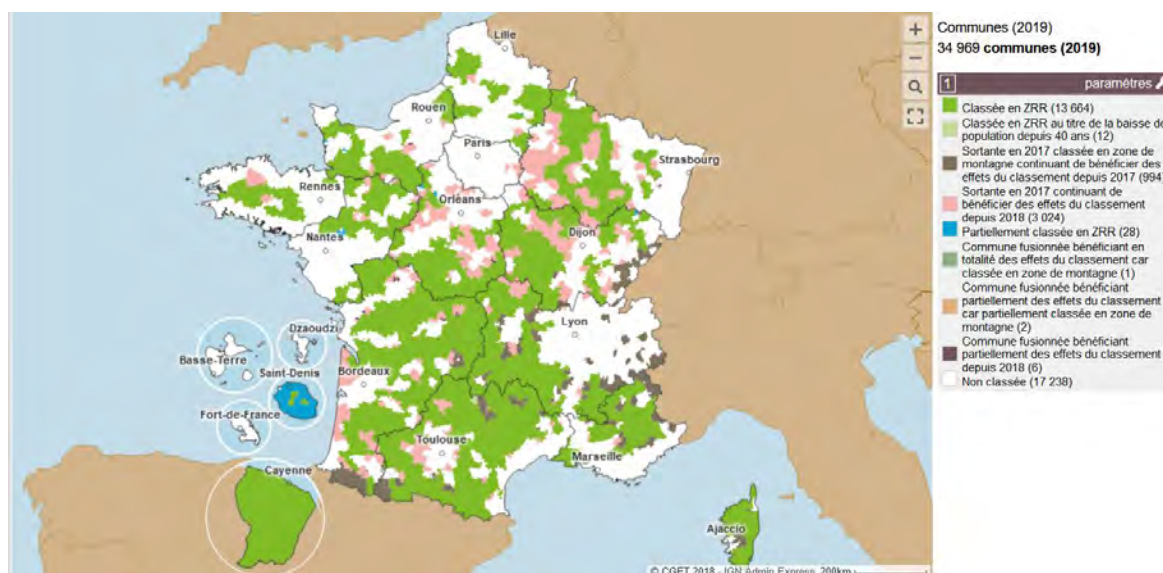 Communes (2019)
34 969 communes (2019)
1 paramètres
Classée en ZRR (13 664)
Classée en ZRR au titre de la baisse de
population depuis 40 ans (12)
Sortante en 2017 classée en zone de
montagne continuant de bénéficier des
effets du classement depuis 2017 (994)
Sortante en 2017 continuant de
bénéficier des effets du classement
depuis 2018 (3 024)
Partiellement classée en ZRR (28)
Commune fusionnée bénéficiant en
totalité des effets du classement car
classée en zone de montagne (1)
Commune fusionnée bénéficiant
partiellement des effets du classement
car partiellement classée en zone de
montagne (2)
Commune fusionnée bénéficiant
partiellement des effets du classement
depuis 2018 (6)
Non classée (17 238)
Lille
Rouen
Paris
Strasbourg
Rennes
Orléans
Nantes
Dijon
Lyon
Dzaoudzi
Basse-Terre
Saint-Denis
Bordeaux
Fort-de-France
Toulouse
Marseille
Cayenne
Ajaccio
© CGET 2018 - IGN Admin Express 200km